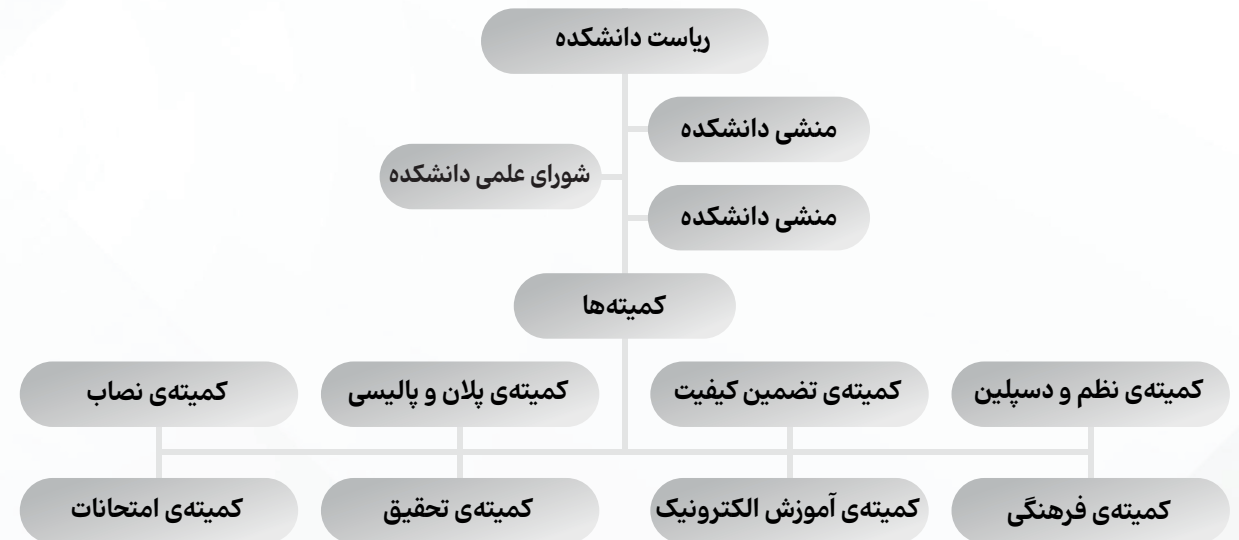 ریاست دانشکده
منشی دانشکده
شورای علمی دانشکده
منشی دانشکده
کمیته‌ها
کمیته‌ی نظم و دسپلین
کمیته‌ی تضمین کیفیت
کمیته‌ی پلان و پالیسی
کمیته‌ی نصاب
کمیته‌ی فرهنگی
کمیته‌ی آموزش الکترونیک
کمیته‌ی تحقیق
کمیته‌ی امتحانات